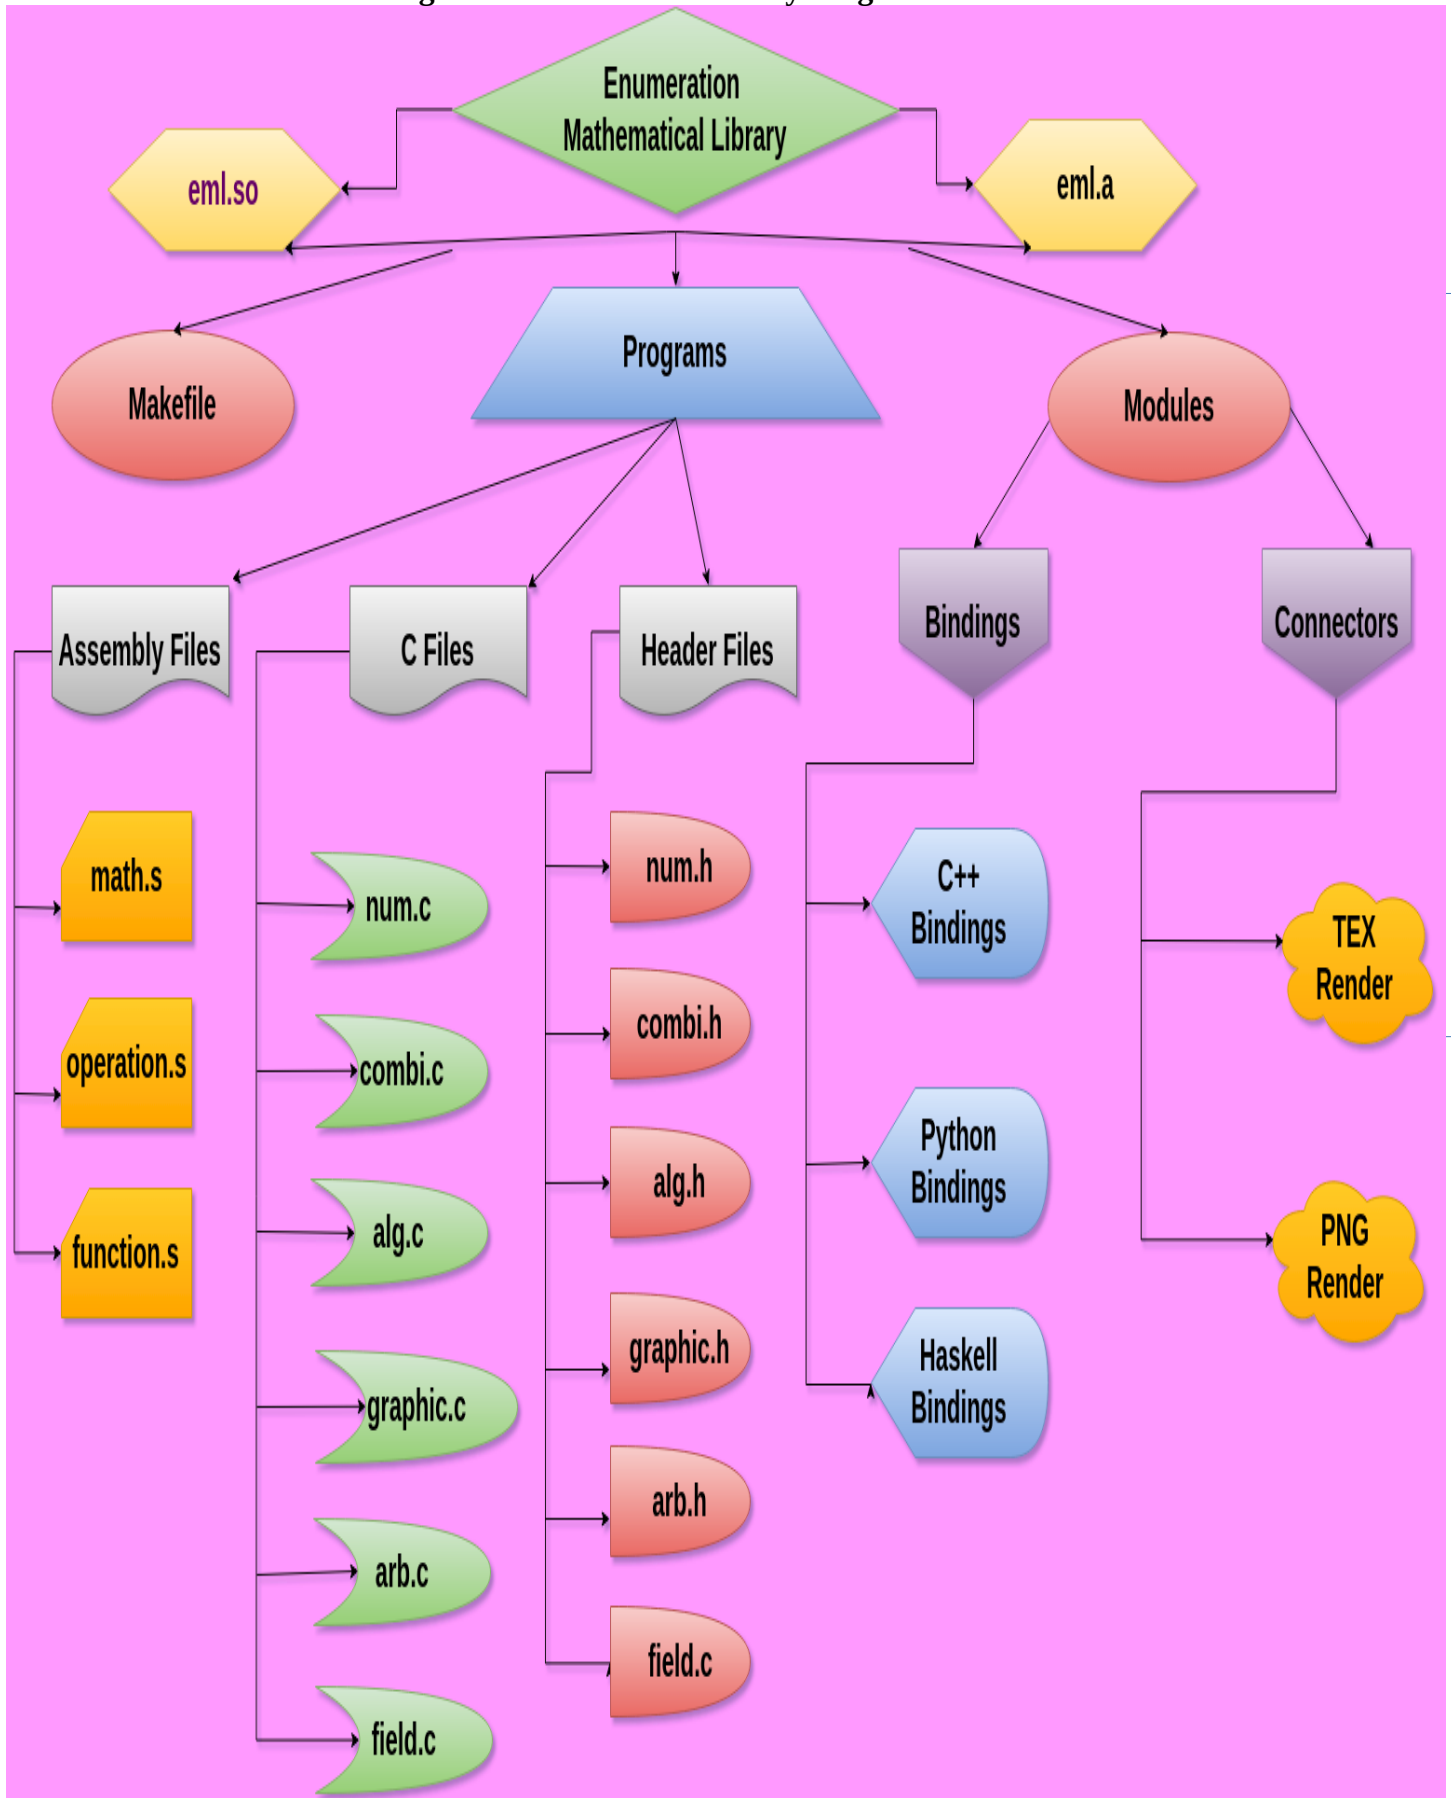 Enumeration
Mathematical Library
eml.so
eml.a
Programs
Makefile
Modules
Assembly Files
C Files
Header Files
Bindings
Connectors
math.s
operation.s
function.s
num.c
combi.c
alg.c
graphic.c
arb.c
field.c
num.h
combi.h
alg.h
graphic.h
arb.h
field.c
C++
Bindings
Python
Bindings
Haskell
Bindings
TEX
Render
PNG
Render